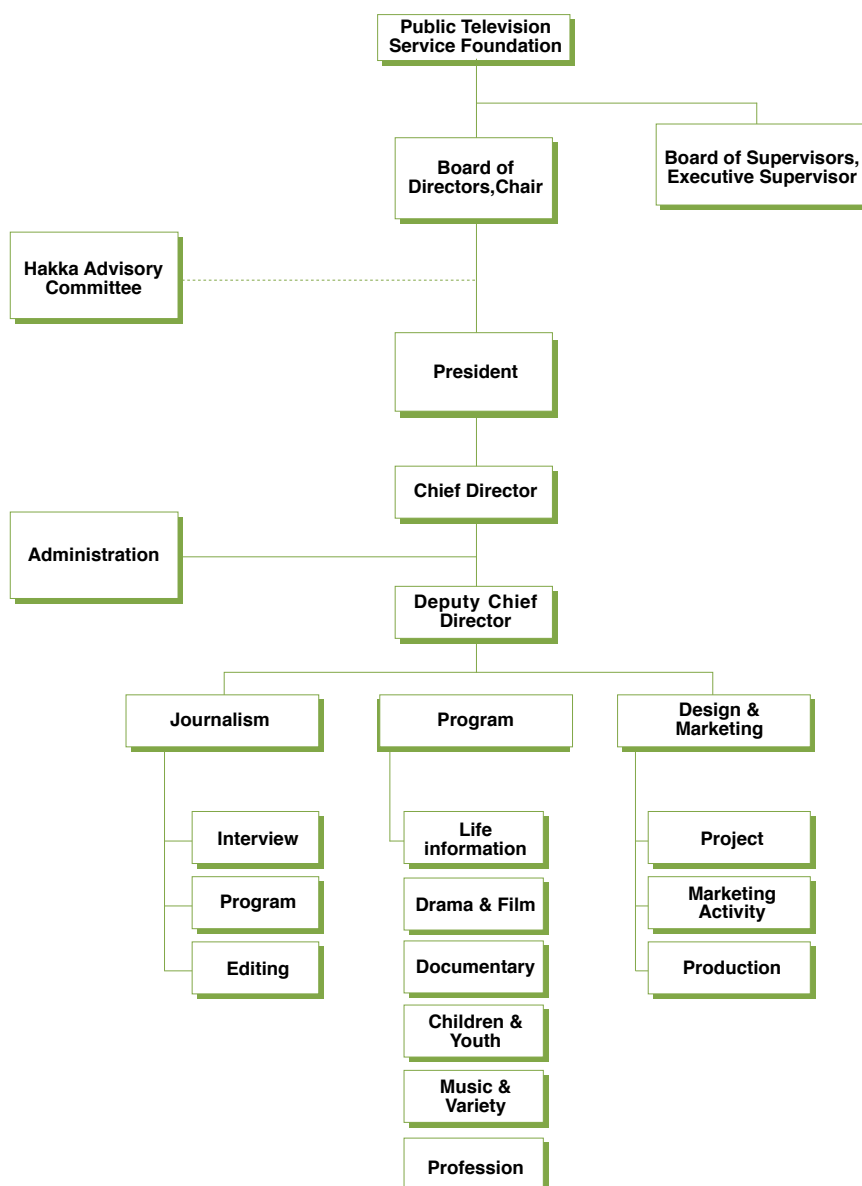 Public Television
Service Foundation
Board of
Directors,Chair
Board of Supervisors,
Executive Supervisor
Hakka Advisory
Committee
President
Chief Director
Administration
Deputy Chief
Director
Journalism
Program
Design &
Marketing
Interview
Program
Editing
Life
information
Drama & Film
Documentary
Children &
Youth
Music &
Variety
Profession
Project
Marketing
Activity
Production